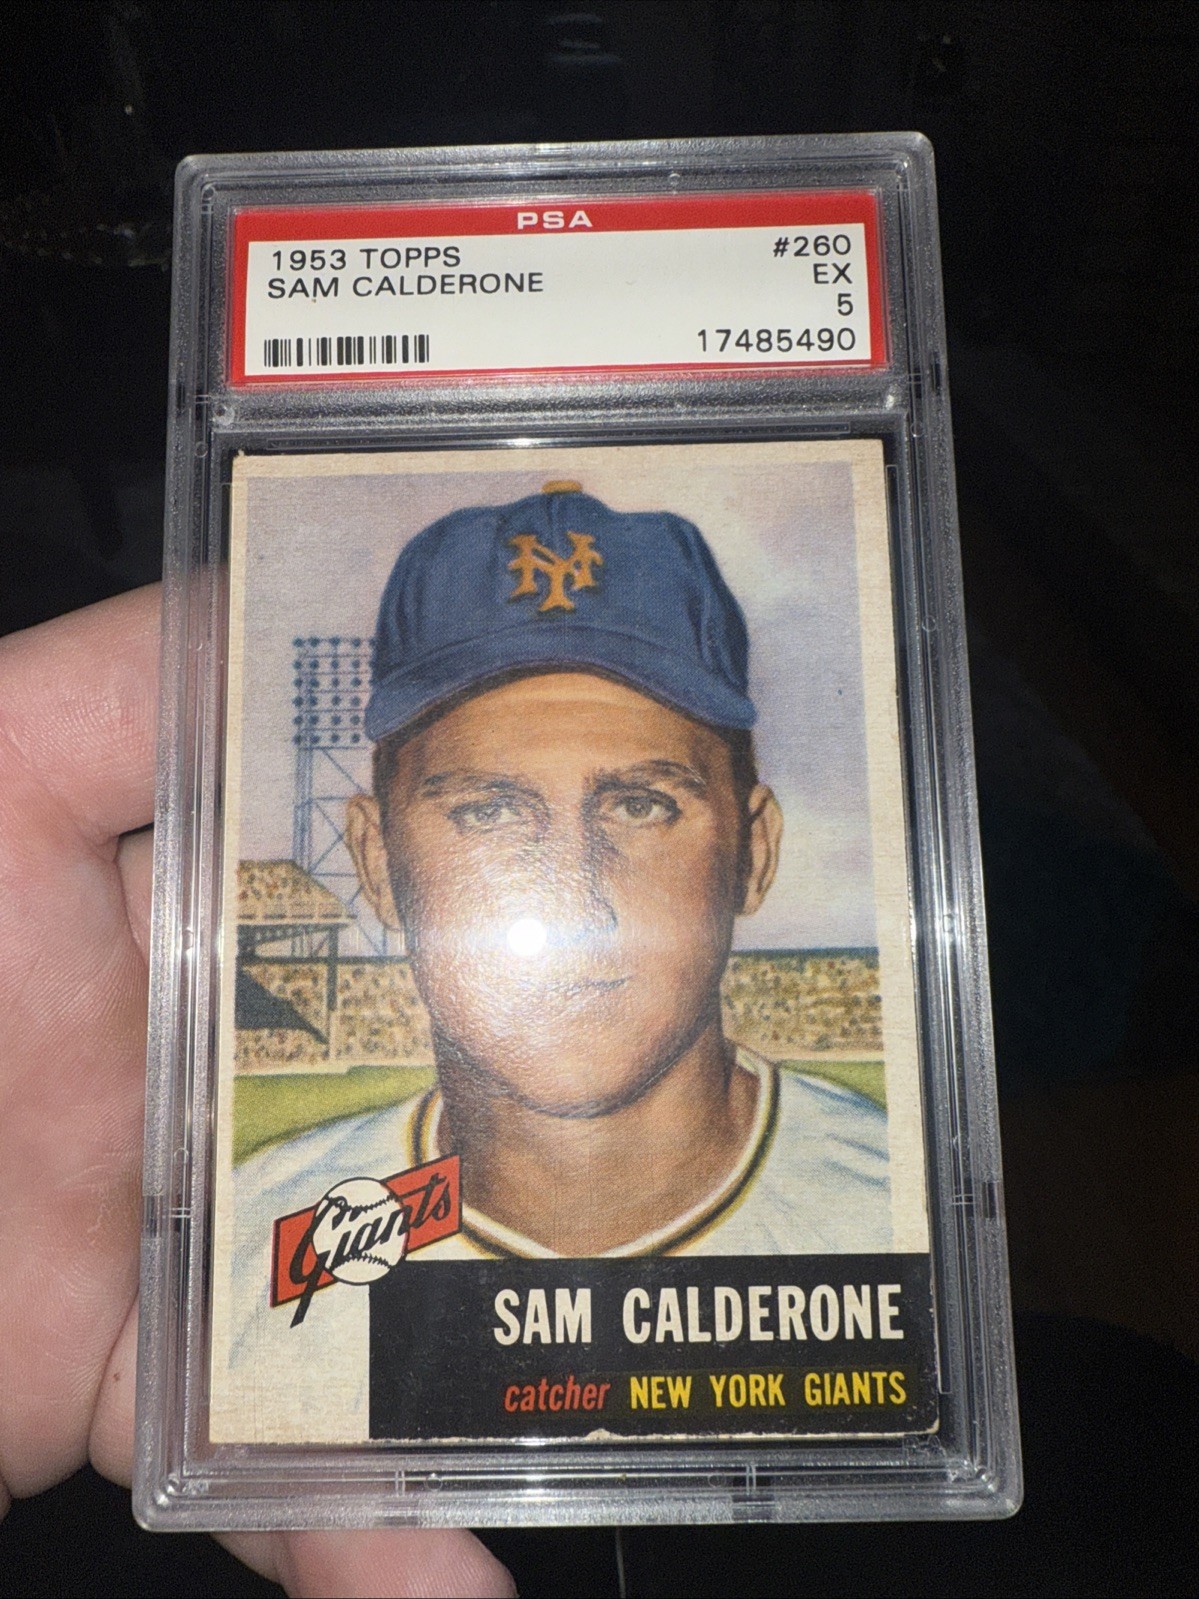 PSA
1953 TOPPS #260
SAM CALDERONE EX
5
17485490
NY
Giants
SAM CALDERONE
catcher NEW YORK GIANTS